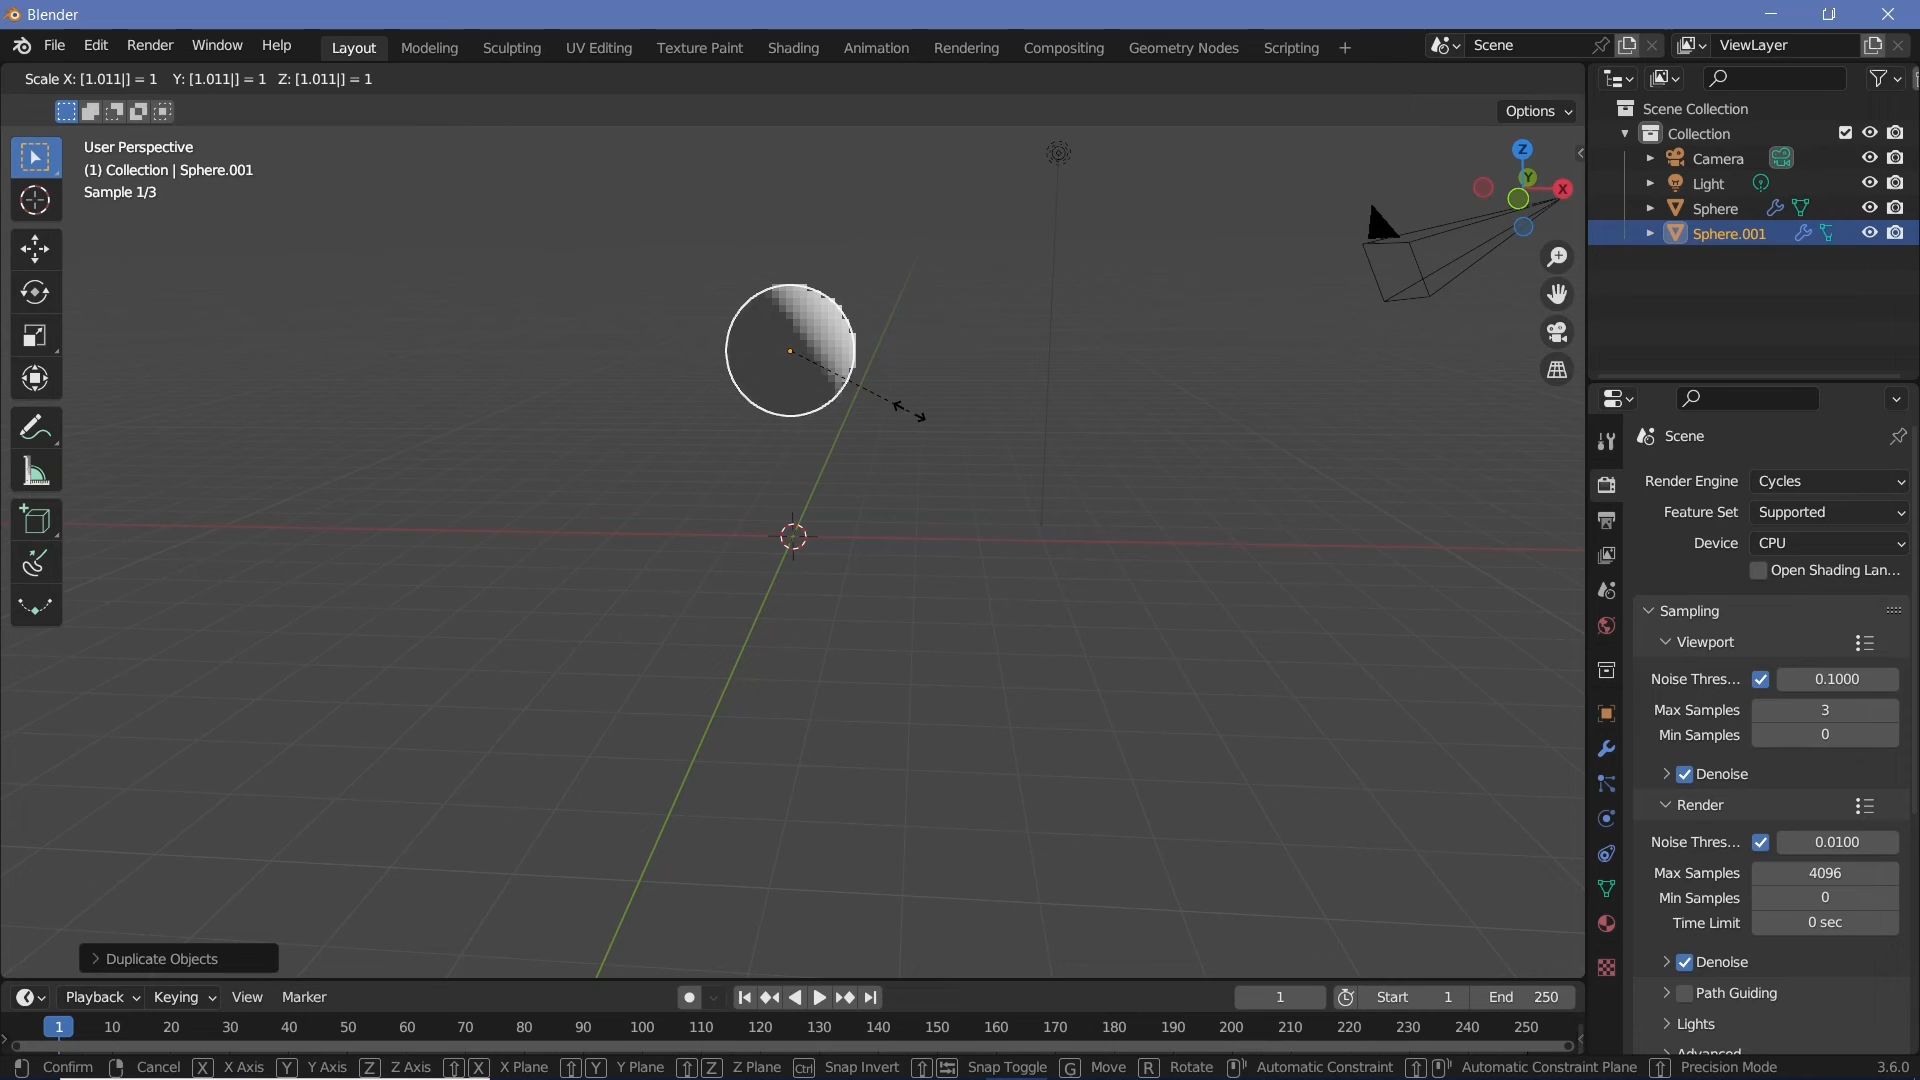 Blender
File Edit Render Window Help Layout Modeling Sculpting UV Editing Texture Paint Shading Animation Rendering Compositing Geometry Nodes Scripting + Scene ViewLayer
Scale X: [1.011|] = 1 Y: [1.011|] = 1 Z: [1.011|] = 1
Options
User Perspective
(1) Collection | Sphere.001
Sample 1/3
Z
Y
X
Scene Collection
Collection
Camera
Light
Sphere
Sphere.001
Scene
Render Engine Cycles
Feature Set Supported
Device CPU
Open Shading Lan...
Sampling
Viewport
Noise Thres... 0.1000
Max Samples 3
Min Samples 0
Denoise
Render
Noise Thres... 0.0100
Max Samples 4096
Min Samples 0
Time Limit 0 sec
Denoise
Path Guiding
Lights
Advanced
Duplicate Objects
Playback Keying View Marker 1 Start 1 End 250
1 10 20 30 40 50 60 70 80 90 100 110 120 130 140 150 160 170 180 190 200 210 220 230 240 250
Confirm Cancel X X Axis Y Y Axis Z Z Axis X X Plane Y Y Plane Z Z Plane Ctrl Snap Invert Snap Toggle G Move R Rotate Automatic Constraint Automatic Constraint Plane Precision Mode 3.6.0